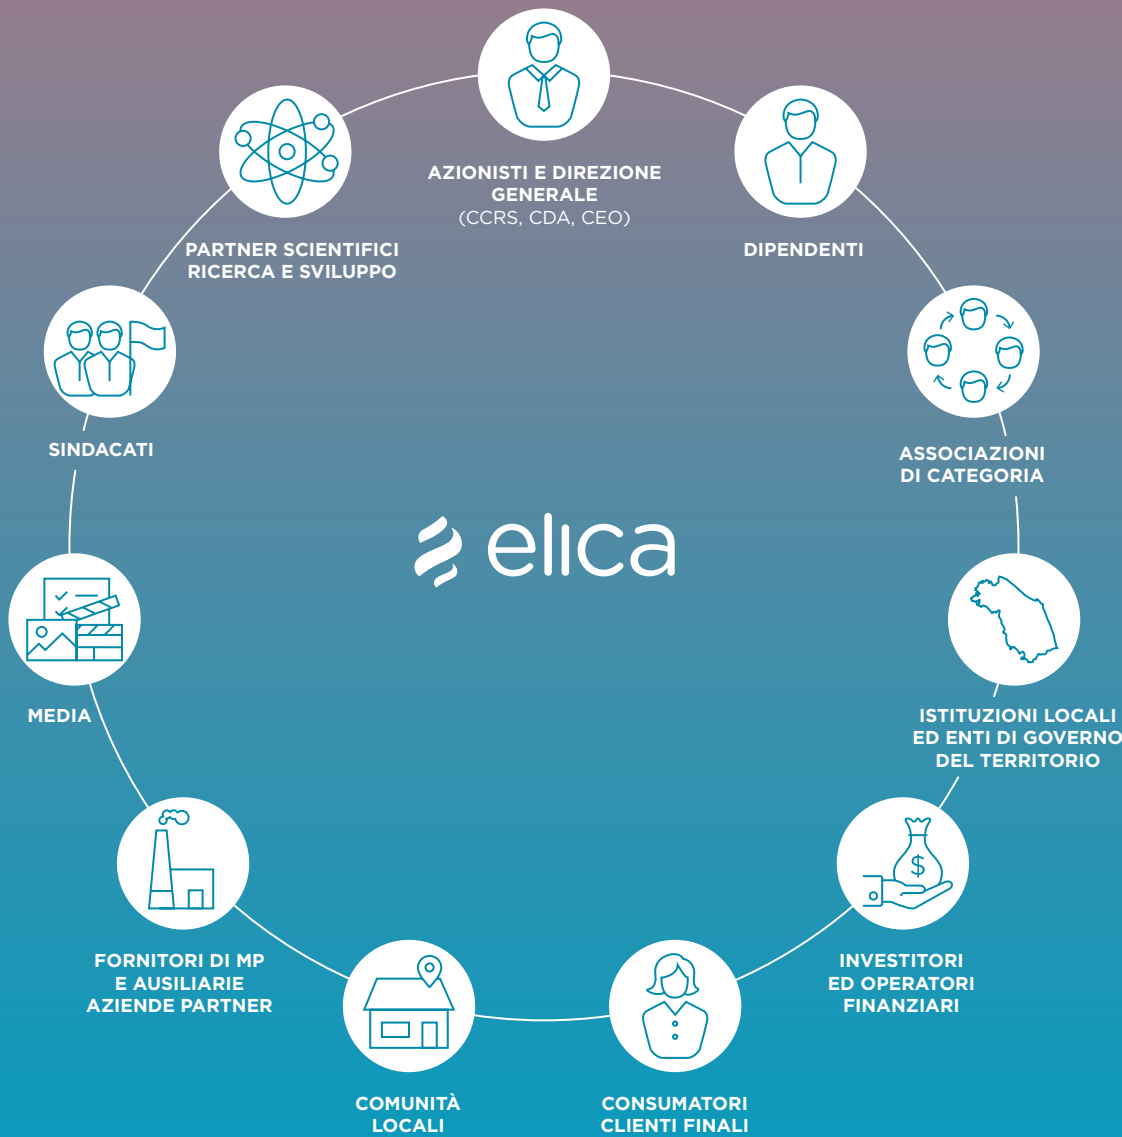 AZIONISTI E DIREZIONE
GENERALE
(CCRS, CDA, CEO)
DIPENDENTI
PARTNER SCIENTIFICI
RICERCA E SVILUPPO
SINDACATI
ASSOCIAZIONI
DI CATEGORIA
elica
MEDIA
ISTITUZIONI LOCALI
ED ENTI DI GOVERNO
DEL TERRITORIO
$
FORNITORI DI MP
E AUSILIARIE
AZIENDE PARTNER
INVESTITORI
ED OPERATORI
FINANZIARI
COMUNITÀ
LOCALI
CONSUMATORI
CLIENTI FINALI